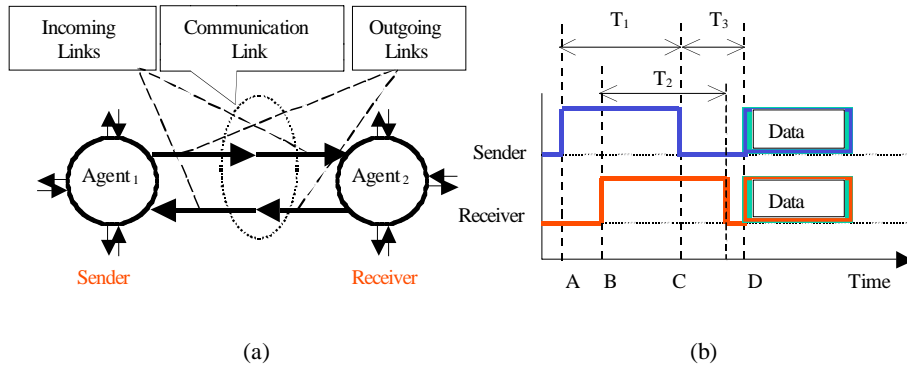 Incoming
Links
Communication
Link
Outgoing
Links
Agent1
Agent2
Sender
Receiver
(a)
T1
T3
T2
Sender
Data
Receiver
Data
A B C D Time
(b)